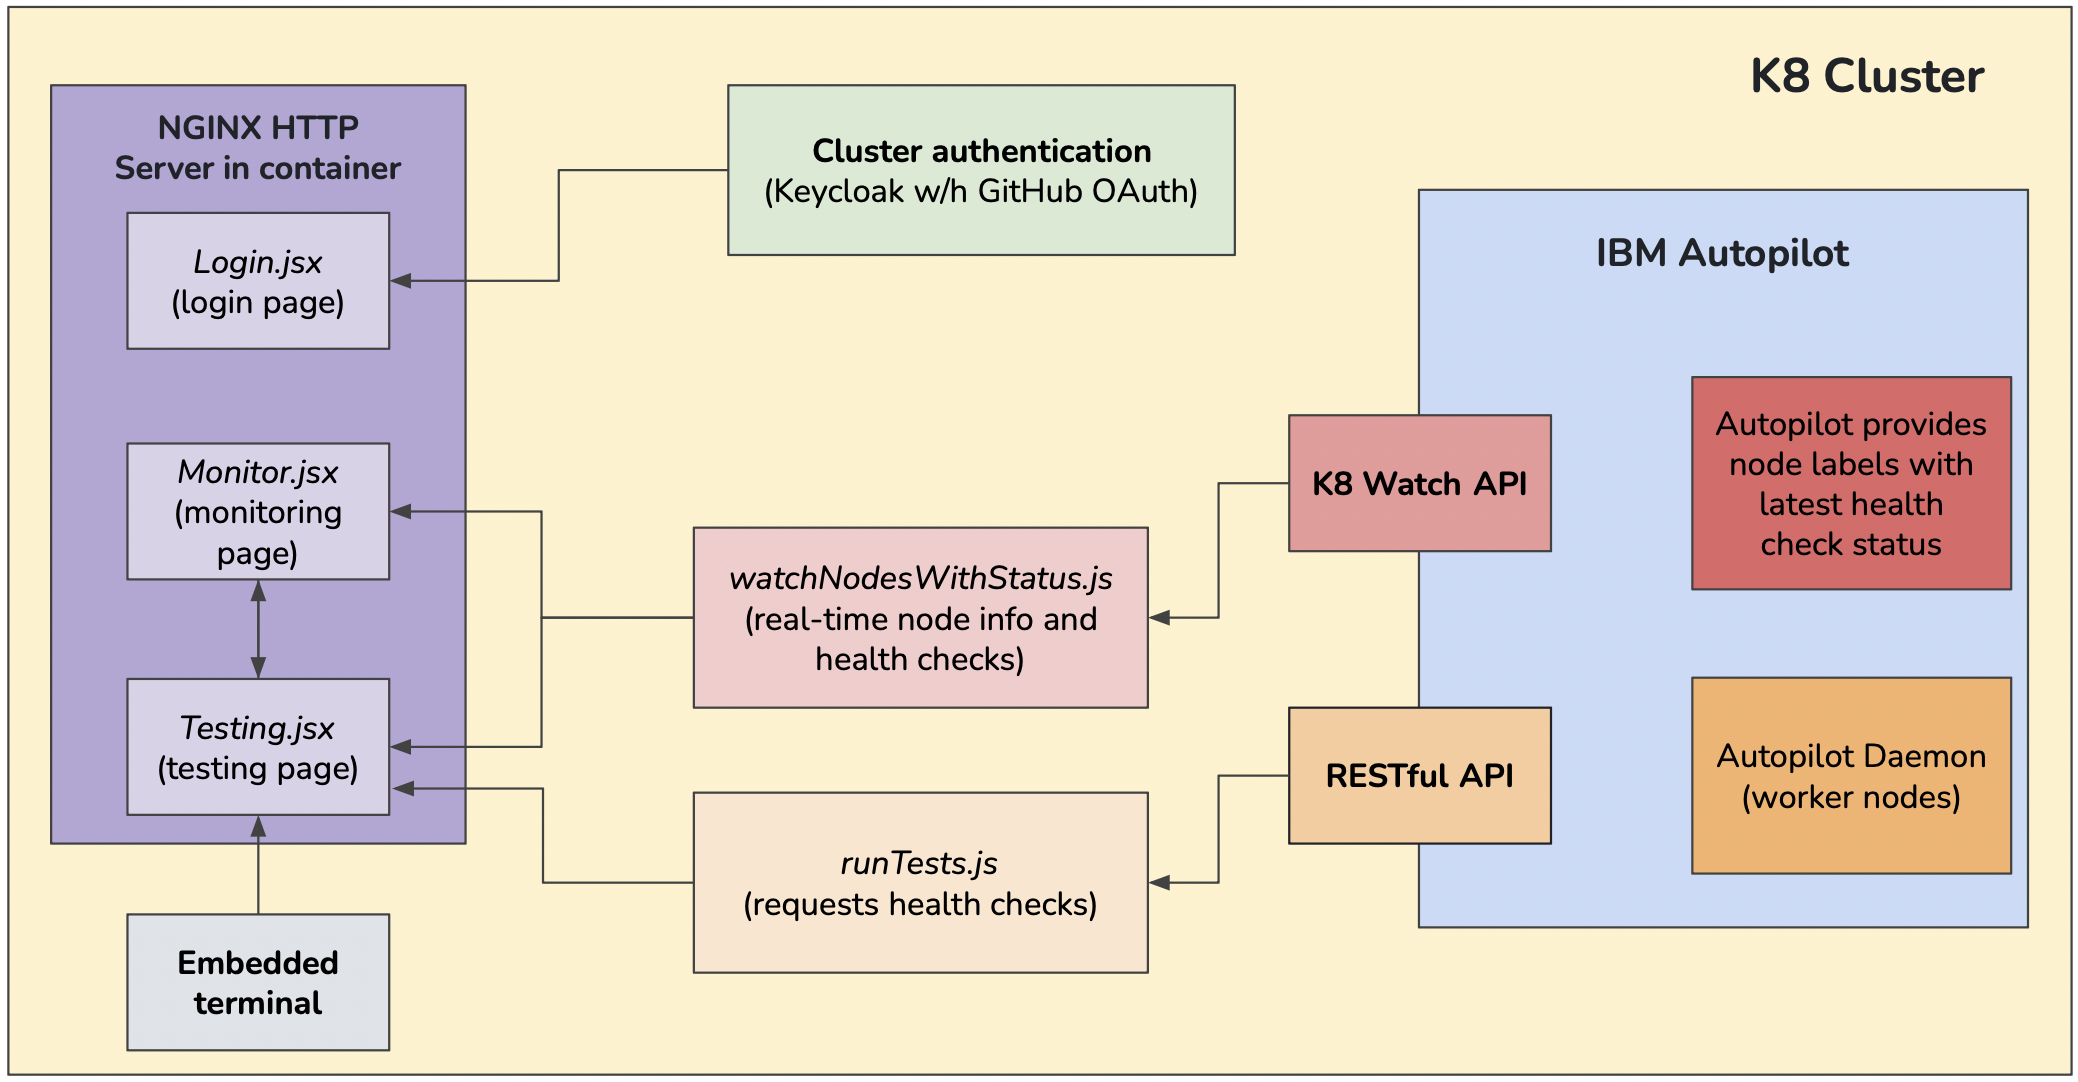 K8 Cluster
NGINX HTTP
Server in container
Login.jsx
(login page)
Monitor.jsx
(monitoring
page)
Testing.jsx
(testing page)
Embedded
terminal
Cluster authentication
(Keycloak w/h GitHub OAuth)
watchNodesWithStatus.js
(real-time node info and
health checks)
runTests.js
(requests health checks)
IBM Autopilot
K8 Watch API
RESTful API
Autopilot provides
node labels with
latest health
check status
Autopilot Daemon
(worker nodes)